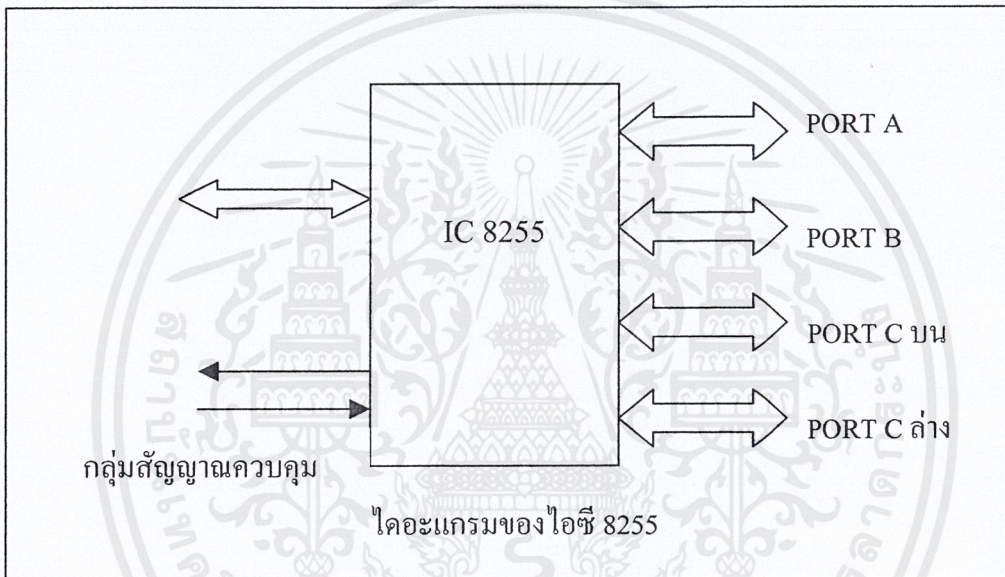 PORT A
IC 8255
PORT B
PORT C บน
PORT C ล่าง
กลุ่มสัญญาณควบคุม
ไดอะแกรมของไอซี 8255